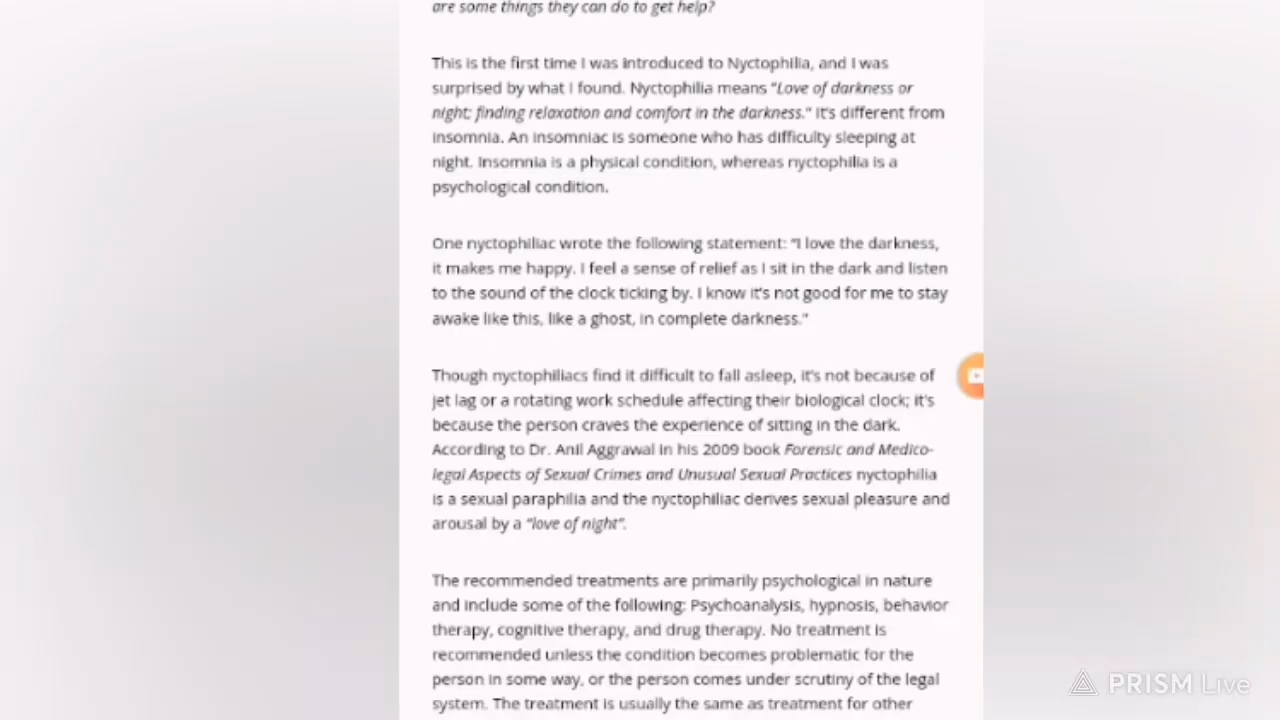 are some things they can do to get help?
This is the first time I was introduced to Nyctophilia, and I was
surprised by what I found. Nyctophilia means "Love of darkness or
night; finding relaxation and comfort in the darkness." It's different from
insomnia. An insomniac is someone who has difficulty sleeping at
night. Insomnia is a physical condition, whereas nyctophilia is a
psychological condition.
One nyctophiliac wrote the following statement: "I love the darkness,
it makes me happy. I feel a sense of relief as I sit in the dark and listen
to the sound of the clock ticking by. I know it's not good for me to stay
awake like this, like a ghost, in complete darkness."
Though nyctophiliacs find it difficult to fall asleep, it's not because of
jet lag or a rotating work schedule affecting their biological clock; it's
because the person craves the experience of sitting in the dark.
According to Dr. Anil Aggrawal in his 2009 book Forensic and Medico-
legal Aspects of Sexual Crimes and Unusual Sexual Practices nyctophilia
is a sexual paraphilia and the nyctophiliac derives sexual pleasure and
arousal by a "love of night".
The recommended treatments are primarily psychological in nature
and include some of the following: Psychoanalysis, hypnosis, behavior
therapy, cognitive therapy, and drug therapy. No treatment is
recommended unless the condition becomes problematic for the
person in some way, or the person comes under scrutiny of the legal
system. The treatment is usually the same as treatment for other
PRISM Live